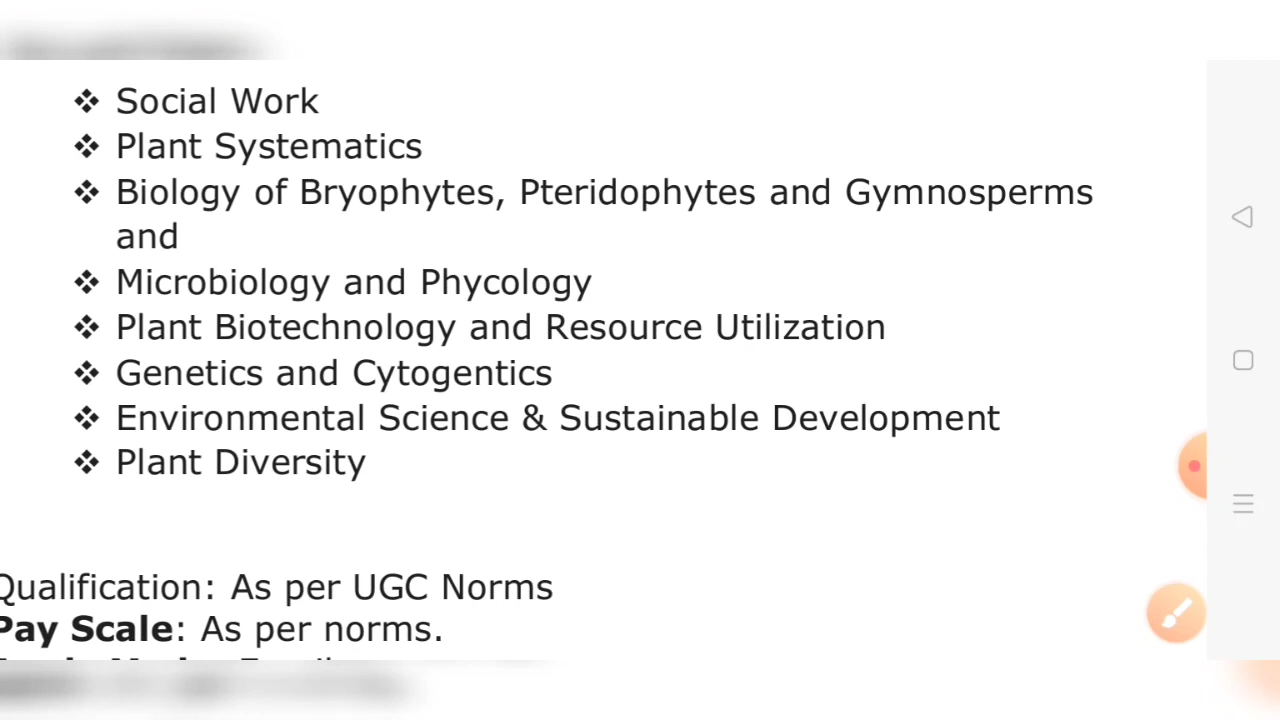 ❖ Social Work
❖ Plant Systematics
❖ Biology of Bryophytes, Pteridophytes and Gymnosperms
and
❖ Microbiology and Phycology
❖ Plant Biotechnology and Resource Utilization
❖ Genetics and Cytogentics
❖ Environmental Science & Sustainable Development
❖ Plant Diversity
Qualification: As per UGC Norms
Pay Scale: As per norms.